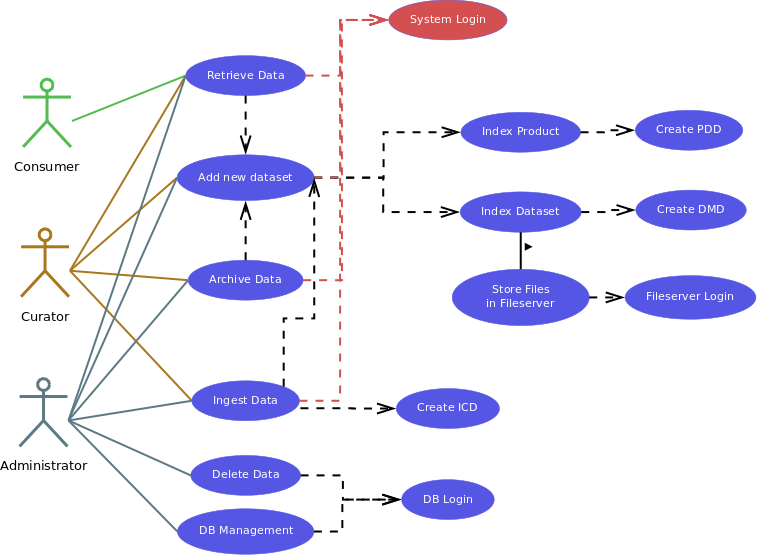 System Login
Retrieve Data
Consumer
Index Product
Create PDD
Add new dataset
Index Dataset
Create DMD
Curator
Archive Data
Store Files
in Fileserver
Fileserver Login
Administrator
Ingest Data
Create ICD
Delete Data
DB Login
DB Management